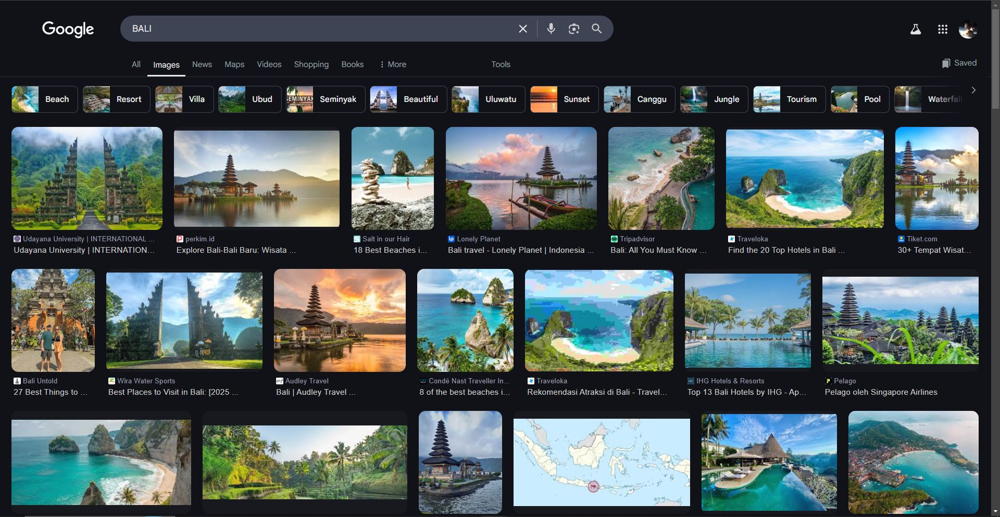 Google
BALI
All
Images
News
Maps
Videos
Shopping
Books
More
Tools
Saved
Beach
Resort
Villa
Ubud
SEMINYAK
AMAZING PLACES
Seminyak
Beautiful
Uluwatu
Sunset
Canggu
Jungle
Tourism
Pool
Waterfall
Udayana University | INTERNATIONAL ...
Udayana University | INTERNATION...
perkim.id
Explore Bali-Bali Baru: Wisata ...
Salt in our Hair
18 Best Beaches i...
Lonely Planet
Bali travel - Lonely Planet | Indonesia ...
Tripadvisor
Bali: All You Must Know ...
Traveloka
Find the 20 Top Hotels in Bali ...
Tiket.com
30+ Tempat Wisat...
Bali Untold
27 Best Things to ...
Wira Water Sports
Best Places to Visit in Bali: [2025 ...
Audley Travel
Bali | Audley Travel ...
Condé Nast Traveller In...
8 of the best beaches i...
Traveloka
Rekomendasi Atraksi di Bali - Travel...
IHG Hotels & Resorts
Top 13 Bali Hotels by IHG - Ap...
Pelago
Pelago oleh Singapore Airlines